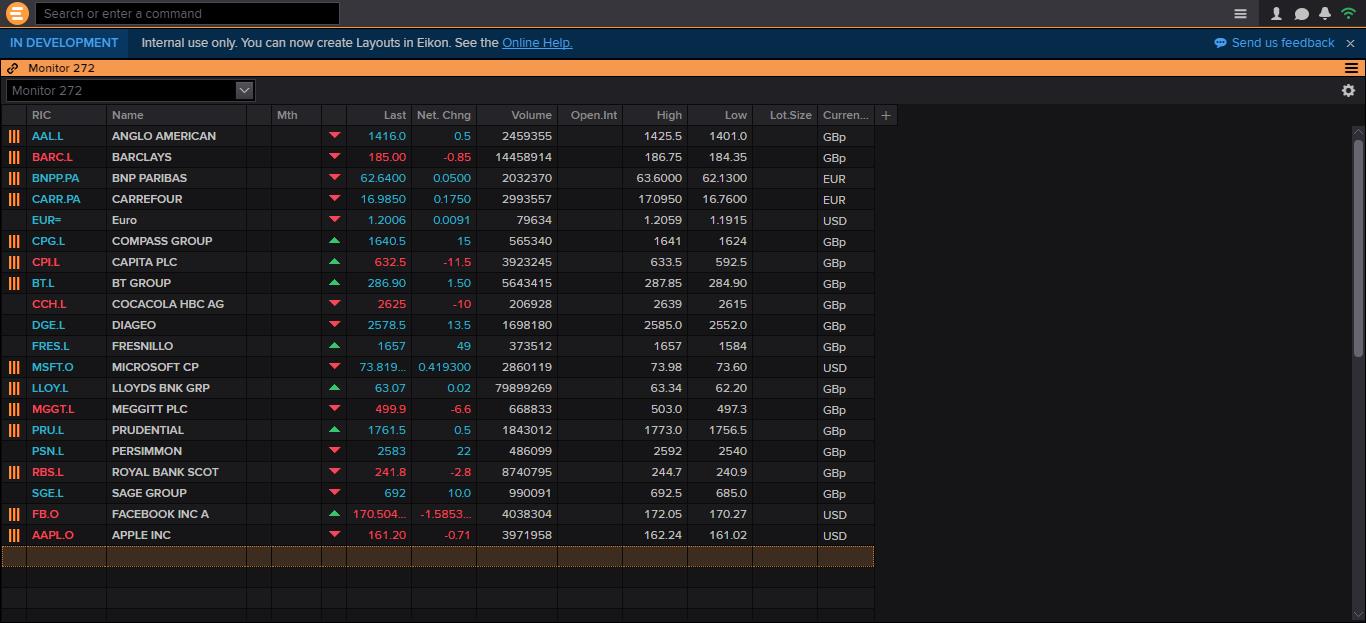 Search or enter a command
IN DEVELOPMENT Internal use only. You can now create Layouts in Eikon. See the Online Help. Send us feedback
Monitor 272
Monitor 272
RIC Name Mth Last Net. Chng Volume Open.Int High Low Lot.Size Curren... +
AAL.L ANGLO AMERICAN 1416.0 0.5 2459355 1425.5 1401.0 GBp
BARC.L BARCLAYS 185.00 -0.85 14458914 186.75 184.35 GBp
BNPP.PA BNP PARIBAS 62.6400 0.0500 2032370 63.6000 62.1300 EUR
CARR.PA CARREFOUR 16.9850 0.1750 2993557 17.0950 16.7600 EUR
EUR= Euro 1.2006 0.0091 79634 1.2059 1.1915 USD
CPG.L COMPASS GROUP 1640.5 15 565340 1641 1624 GBp
CPI.L CAPITA PLC 632.5 -11.5 3923245 633.5 592.5 GBp
BT.L BT GROUP 286.90 1.50 5643415 287.85 284.90 GBp
CCH.L COCACOLA HBC AG 2625 -10 206928 2639 2615 GBp
DGE.L DIAGEO 2578.5 13.5 1698180 2585.0 2552.0 GBp
FRES.L FRESNILLO 1657 49 373512 1657 1584 GBp
MSFT.O MICROSOFT CP 73.819... 0.419300 2860119 73.98 73.60 USD
LLOY.L LLOYDS BNK GRP 63.07 0.02 79899269 63.34 62.20 GBp
MGGT.L MEGGITT PLC 499.9 -6.6 668833 503.0 497.3 GBp
PRU.L PRUDENTIAL 1761.5 0.5 1843012 1773.0 1756.5 GBp
PSN.L PERSIMMON 2583 22 486099 2592 2540 GBp
RBS.L ROYAL BANK SCOT 241.8 -2.8 8740795 244.7 240.9 GBp
SGE.L SAGE GROUP 692 10.0 990091 692.5 685.0 GBp
FB.O FACEBOOK INC A 170.504... -1.5853... 4038304 172.05 170.27 USD
AAPL.O APPLE INC 161.20 -0.71 3971958 162.24 161.02 USD